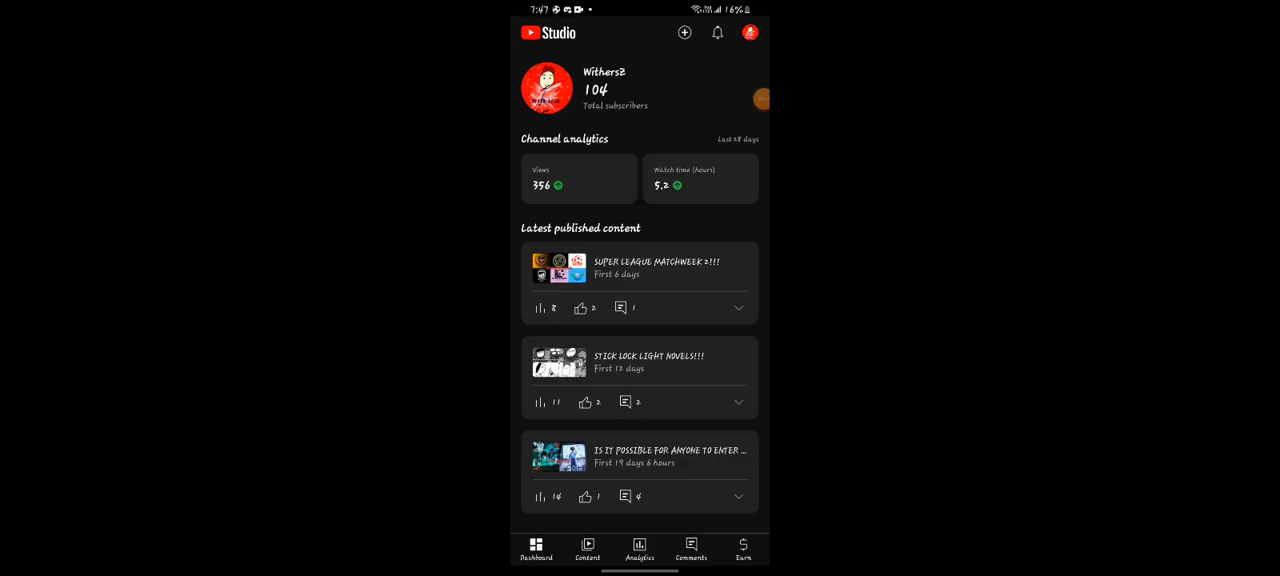 7:47 16%
Studio
WithersZ
104
Total subscribers
Channel analytics Last 28 days
Views
356
Watch time (hours)
5.2
Latest published content
SUPER LEAGUE MATCHWEEK 2!!!
First 6 days
8 2 1
STICK LOCK LIGHT NOVELS!!!
First 12 days
11 2 2
IS IT POSSIBLE FOR ANYONE TO ENTER ...
First 19 days 6 hours
14 1 4
Dashboard Content Analytics Comments Earn